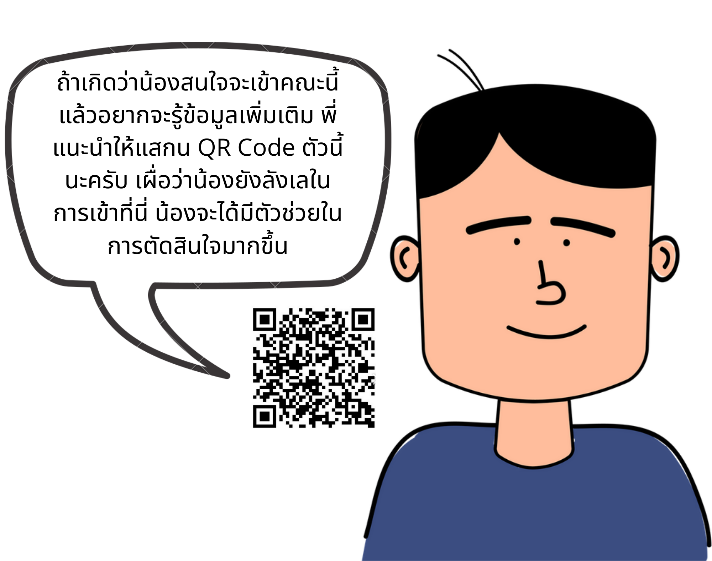 ถ้าเกิดว่าน้องสนใจจะเข้าคณะนี้
แล้วอยากจะรู้ข้อมูลเพิ่มเติม พี่
แนะนำให้แสกน QR Code ตัวนี้
นะครับ เผื่อว่าน้องยังลังเลใน
การเข้าที่นี่ น้องจะได้มีตัวช่วยใน
การตัดสินใจมากขึ้น